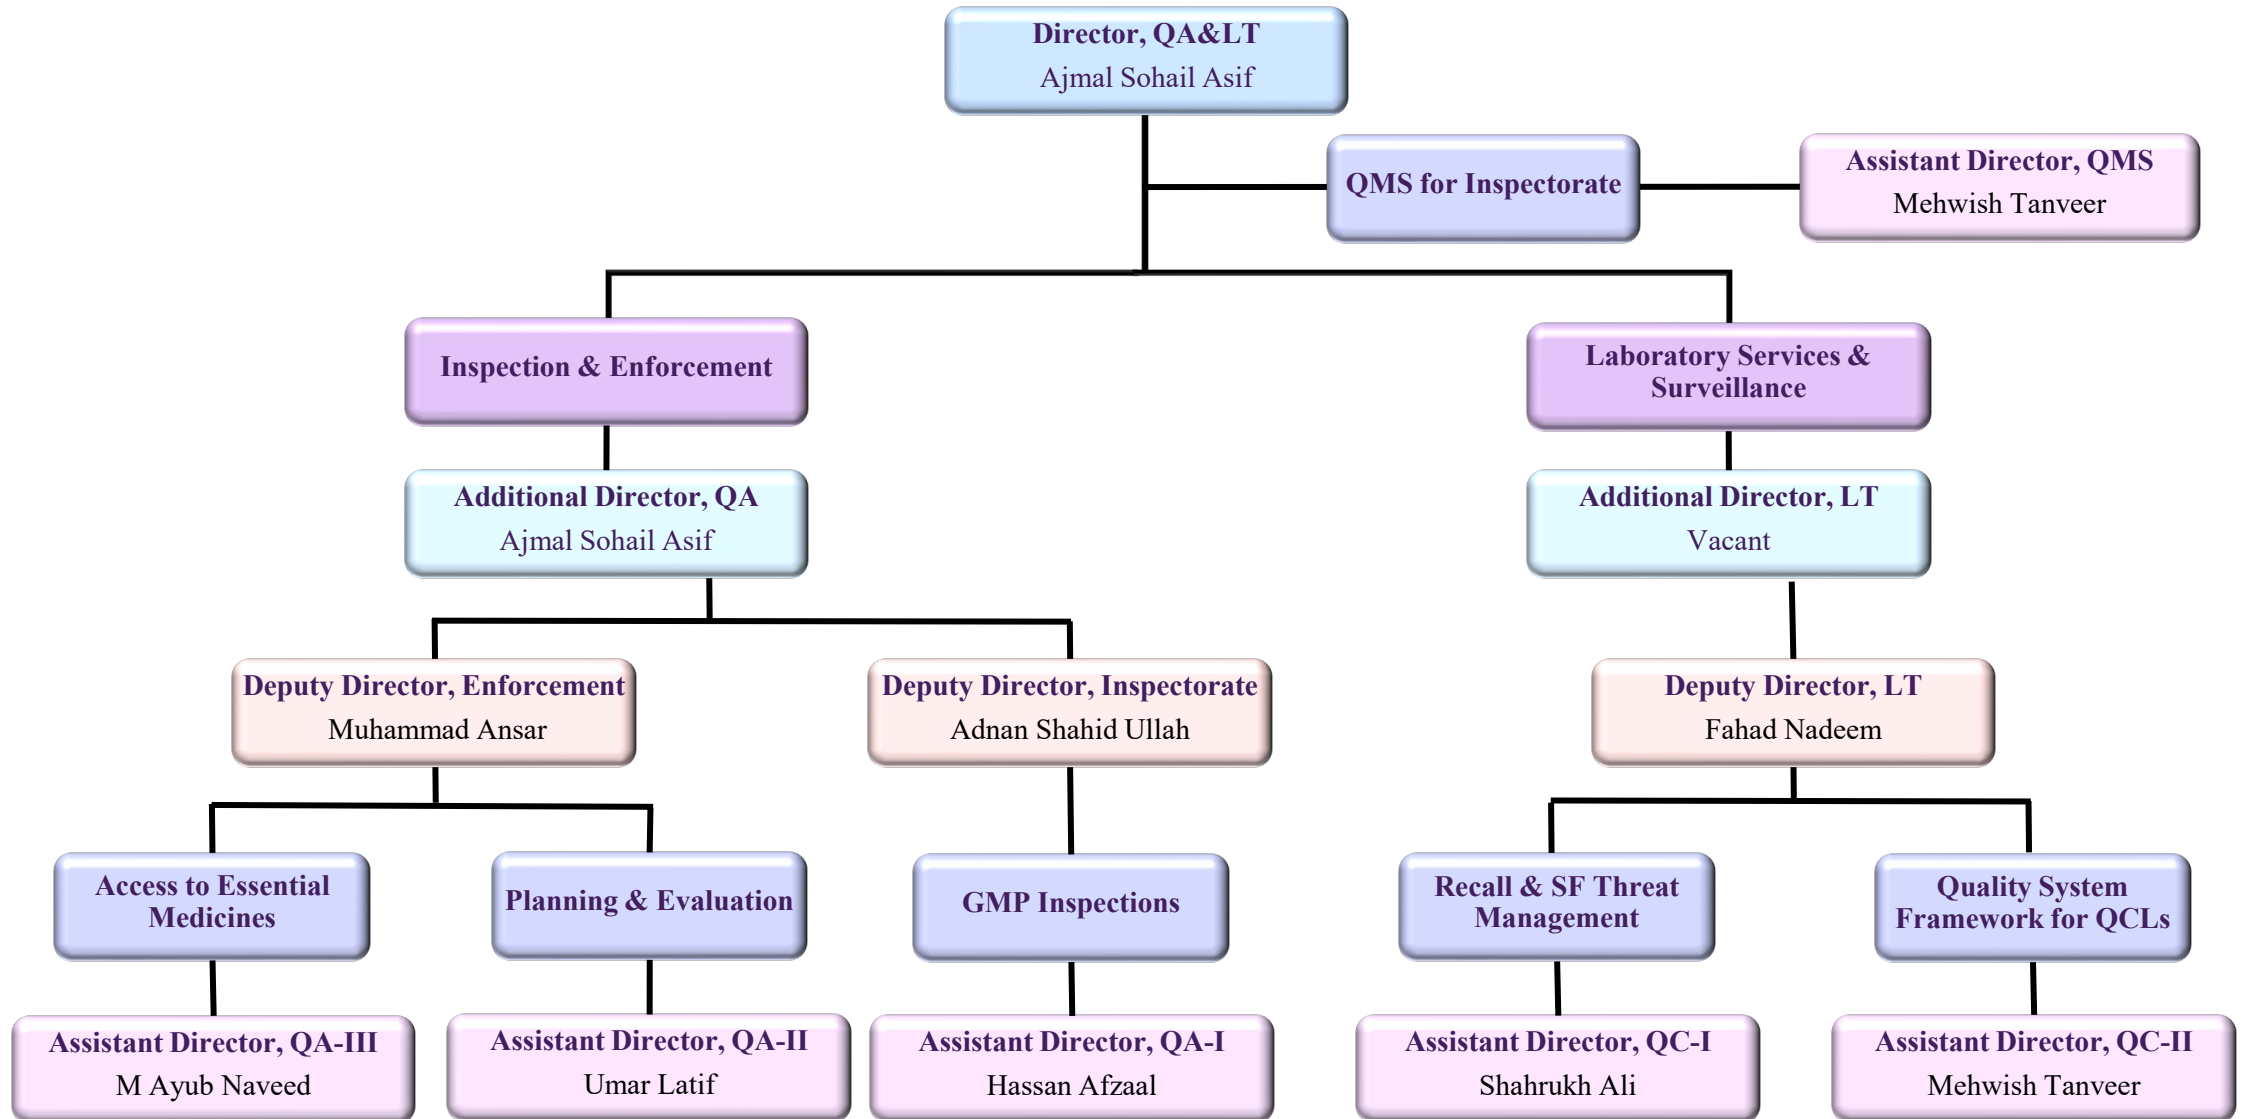 Director, QA&LT
Ajmal Sohail Asif
QMS for Inspectorate
Assistant Director, QMS
Mehwish Tanveer
Inspection & Enforcement
Laboratory Services &
Surveillance
Additional Director, QA
Ajmal Sohail Asif
Additional Director, LT
Vacant
Deputy Director, Enforcement
Muhammad Ansar
Deputy Director, Inspectorate
Adnan Shahid Ullah
Deputy Director, LT
Fahad Nadeem
Access to Essential
Medicines
Planning & Evaluation
GMP Inspections
Recall & SF Threat
Management
Quality System
Framework for QCLs
Assistant Director, QA-III
M Ayub Naveed
Assistant Director, QA-II
Umar Latif
Assistant Director, QA-I
Hassan Afzaal
Assistant Director, QC-I
Shahrukh Ali
Assistant Director, QC-II
Mehwish Tanveer